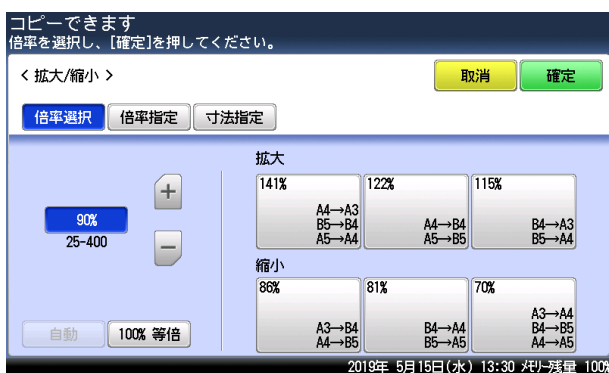 コピーできます
倍率を選択し、[確定]を押してください。
< 拡大/縮小 >
取消
確定
倍率選択
倍率指定
寸法指定
拡大
141%
A4→A3
B5→B4
A5→A4
122%
A4→B4
A5→B5
115%
B4→A3
B5→A4
+
90%
25-400
−
縮小
86%
A3→B4
A4→B5
81%
B4→A4
B5→A5
70%
A3→A4
B4→B5
A4→A5
自動
100% 等倍
2019年 5月15日(水) 13:30 メモリー残量 100%